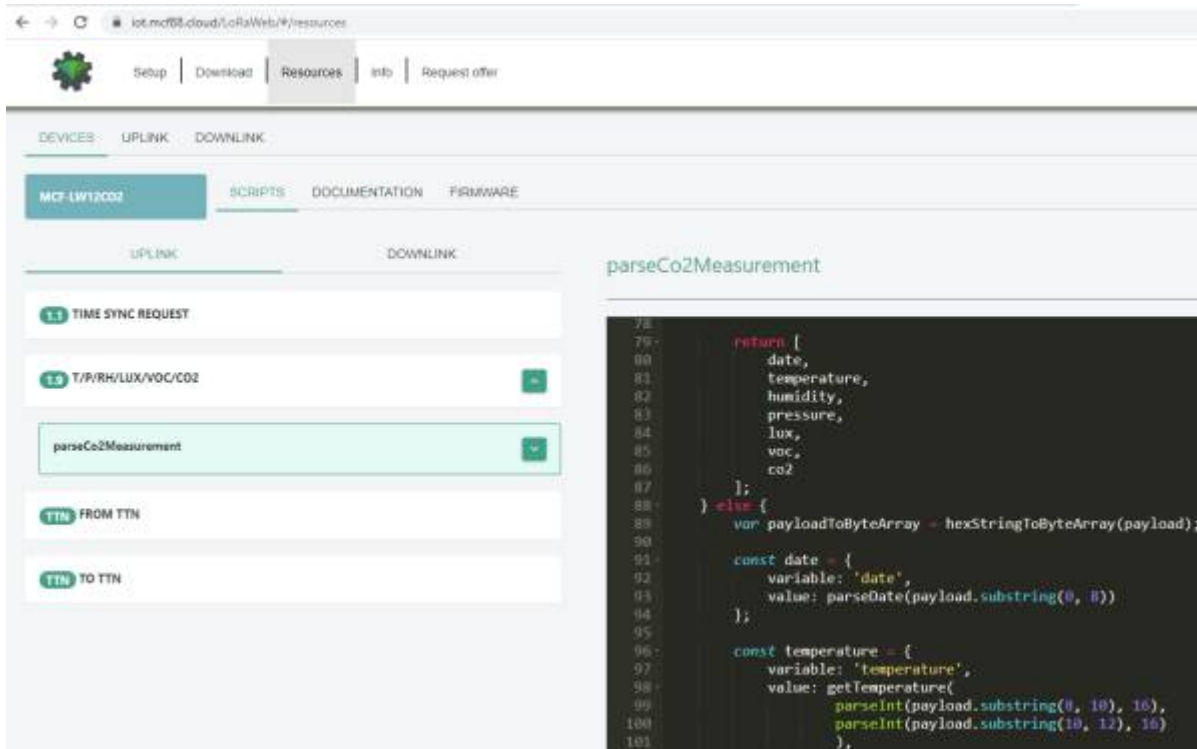 iot.mcf88.cloud/LoRaWeb/#/resources
Setup Download Resources Info Request offer
DEVICES UPLINK DOWNLINK
MCF-LW12CO2 SCRIPTS DOCUMENTATION FIRMWARE
UPLINK DOWNLINK
1.1 TIME SYNC REQUEST
1.9 T/P/RH/LUX/VOC/CO2
parseCo2Measurement
TTN FROM TTN
TTN TO TTN
parseCo2Measurement
78
79 return [
80 date,
81 temperature,
82 humidity,
83 pressure,
84 lux,
85 voc,
86 co2
87 ];
88 } else {
89 var payloadToByteArray = hexStringToByteArray(payload);
90
91 const date = {
92 variable: 'date',
93 value: parseDate(payload.substring(0, 8))
94 };
95
96 const temperature = {
97 variable: 'temperature',
98 value: getTemperature(
99 parseInt(payload.substring(8, 10), 16),
100 parseInt(payload.substring(10, 12), 16)
101 ),